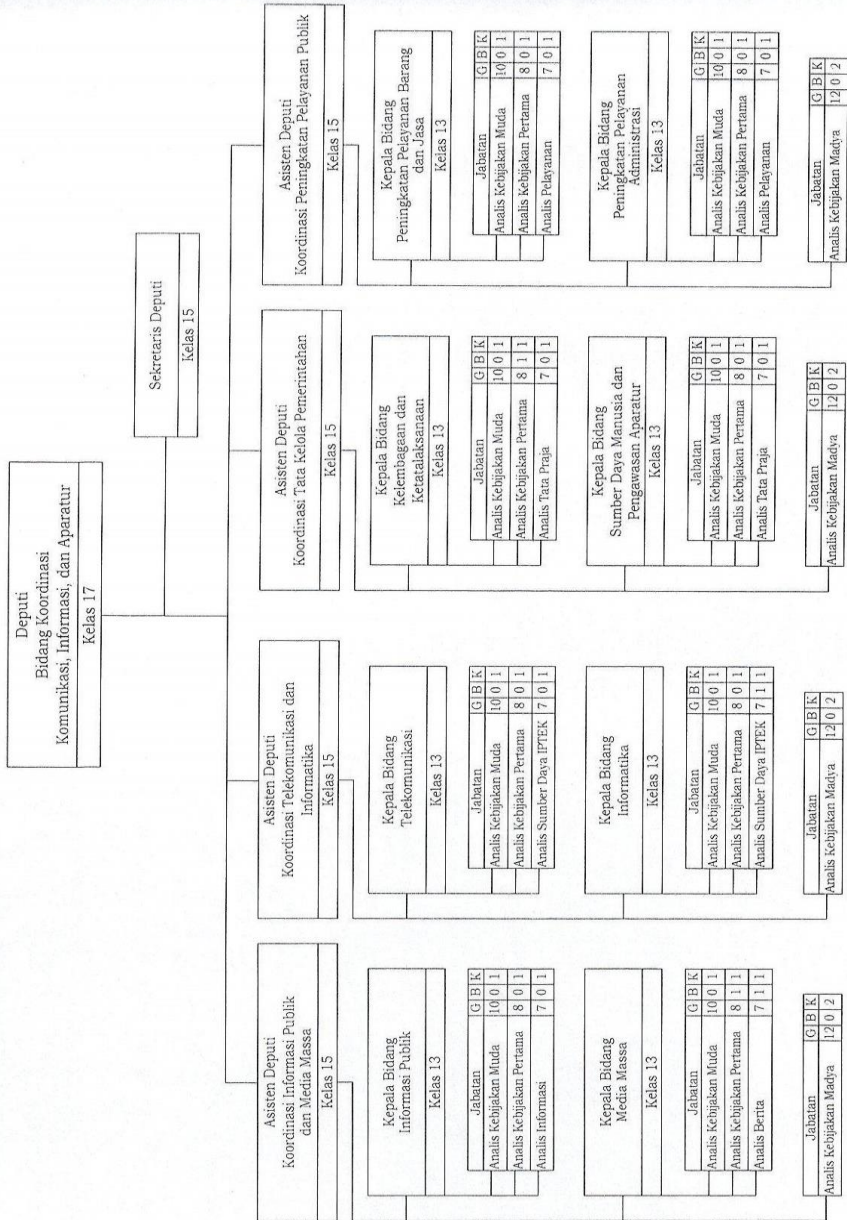 Deputi
Bidang Koordinasi
Komunikasi, Informasi, dan Aparatur
Kelas 17
Sekretaris Deputi
Kelas 15
Asisten Deputi
Koordinasi Informasi Publik
dan Media Massa
Kelas 15
Kepala Bidang
Informasi Publik
Kelas 13
Jabatan G B K
Analis Kebijakan Muda 10 0 1
Analis Kebijakan Pertama 8 0 1
Analis Informasi 7 0 1
Kepala Bidang
Media Massa
Kelas 13
Jabatan G B K
Analis Kebijakan Muda 10 0 1
Analis Kebijakan Pertama 8 1 1
Analis Berita 7 1 1
Jabatan G B K
Analis Kebijakan Madya 12 0 2
Asisten Deputi
Koordinasi Telekomunikasi dan
Informatika
Kelas 15
Kepala Bidang
Telekomunikasi
Kelas 13
Jabatan G B K
Analis Kebijakan Muda 10 0 1
Analis Kebijakan Pertama 8 0 1
Analis Sumber Daya IPTEK 7 0 1
Kepala Bidang
Informatika
Kelas 13
Jabatan G B K
Analis Kebijakan Muda 10 0 1
Analis Kebijakan Pertama 8 0 1
Analis Sumber Daya IPTEK 7 1 1
Jabatan G B K
Analis Kebijakan Madya 12 0 2
Asisten Deputi
Koordinasi Tata Kelola Pemerintahan
Kelas 15
Kepala Bidang
Kelembagaan dan
Ketatalaksanaan
Kelas 13
Jabatan G B K
Analis Kebijakan Muda 10 0 1
Analis Kebijakan Pertama 8 1 1
Analis Tata Praja 7 0 1
Kepala Bidang
Sumber Daya Manusia dan
Pengawasan Aparatur
Kelas 13
Jabatan G B K
Analis Kebijakan Muda 10 0 1
Analis Kebijakan Pertama 8 0 1
Analis Tata Praja 7 0 1
Jabatan G B K
Analis Kebijakan Madya 12 0 2
Asisten Deputi
Koordinasi Peningkatan Pelayanan Publik
Kelas 15
Kepala Bidang
Peningkatan Pelayanan Barang
dan Jasa
Kelas 13
Jabatan G B K
Analis Kebijakan Muda 10 0 1
Analis Kebijakan Pertama 8 0 1
Analis Pelayanan 7 0 1
Kepala Bidang
Peningkatan Pelayanan
Administrasi
Kelas 13
Jabatan G B K
Analis Kebijakan Muda 10 0 1
Analis Kebijakan Pertama 8 0 1
Analis Pelayanan 7 0 1
Jabatan G B K
Analis Kebijakan Madya 12 0 2